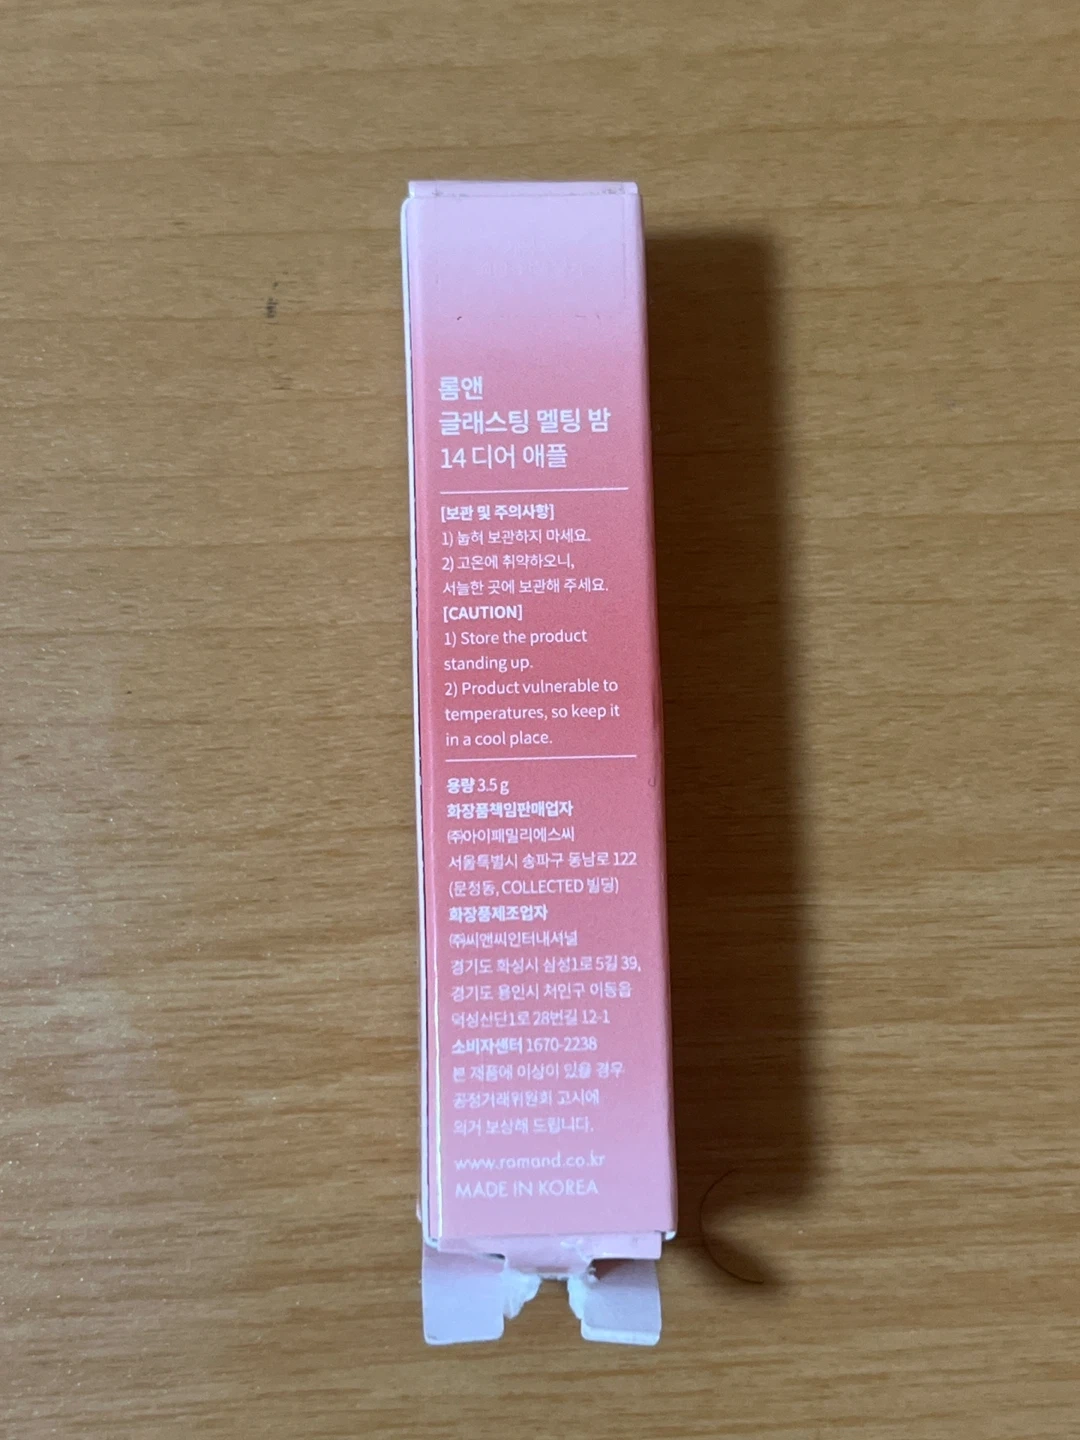 롬앤
글래스팅 멜팅 밤
14 디어 애플
[보관 및 주의사항]
1) 눕혀 보관하지 마세요.
2) 고온에 취약하오니,
서늘한 곳에 보관해 주세요.
[CAUTION]
1) Store the product
standing up.
2) Product vulnerable to
temperatures, so keep it
in a cool place.
용량 3.5 g
화장품책임판매업자
㈜아이패밀리에스씨
서울특별시 송파구 동남로 122
(문정동, COLLECTED 빌딩)
화장품제조업자
㈜씨앤씨인터내셔널
경기도 화성시 삼성1로 5길 39,
경기도 용인시 처인구 이동읍
덕성산단1로 28번길 12-1
소비자센터 1670-2238
본 제품에 이상이 있을 경우
공정거래위원회 고시에
의거 보상해 드립니다.
www.romand.co.kr
MADE IN KOREA